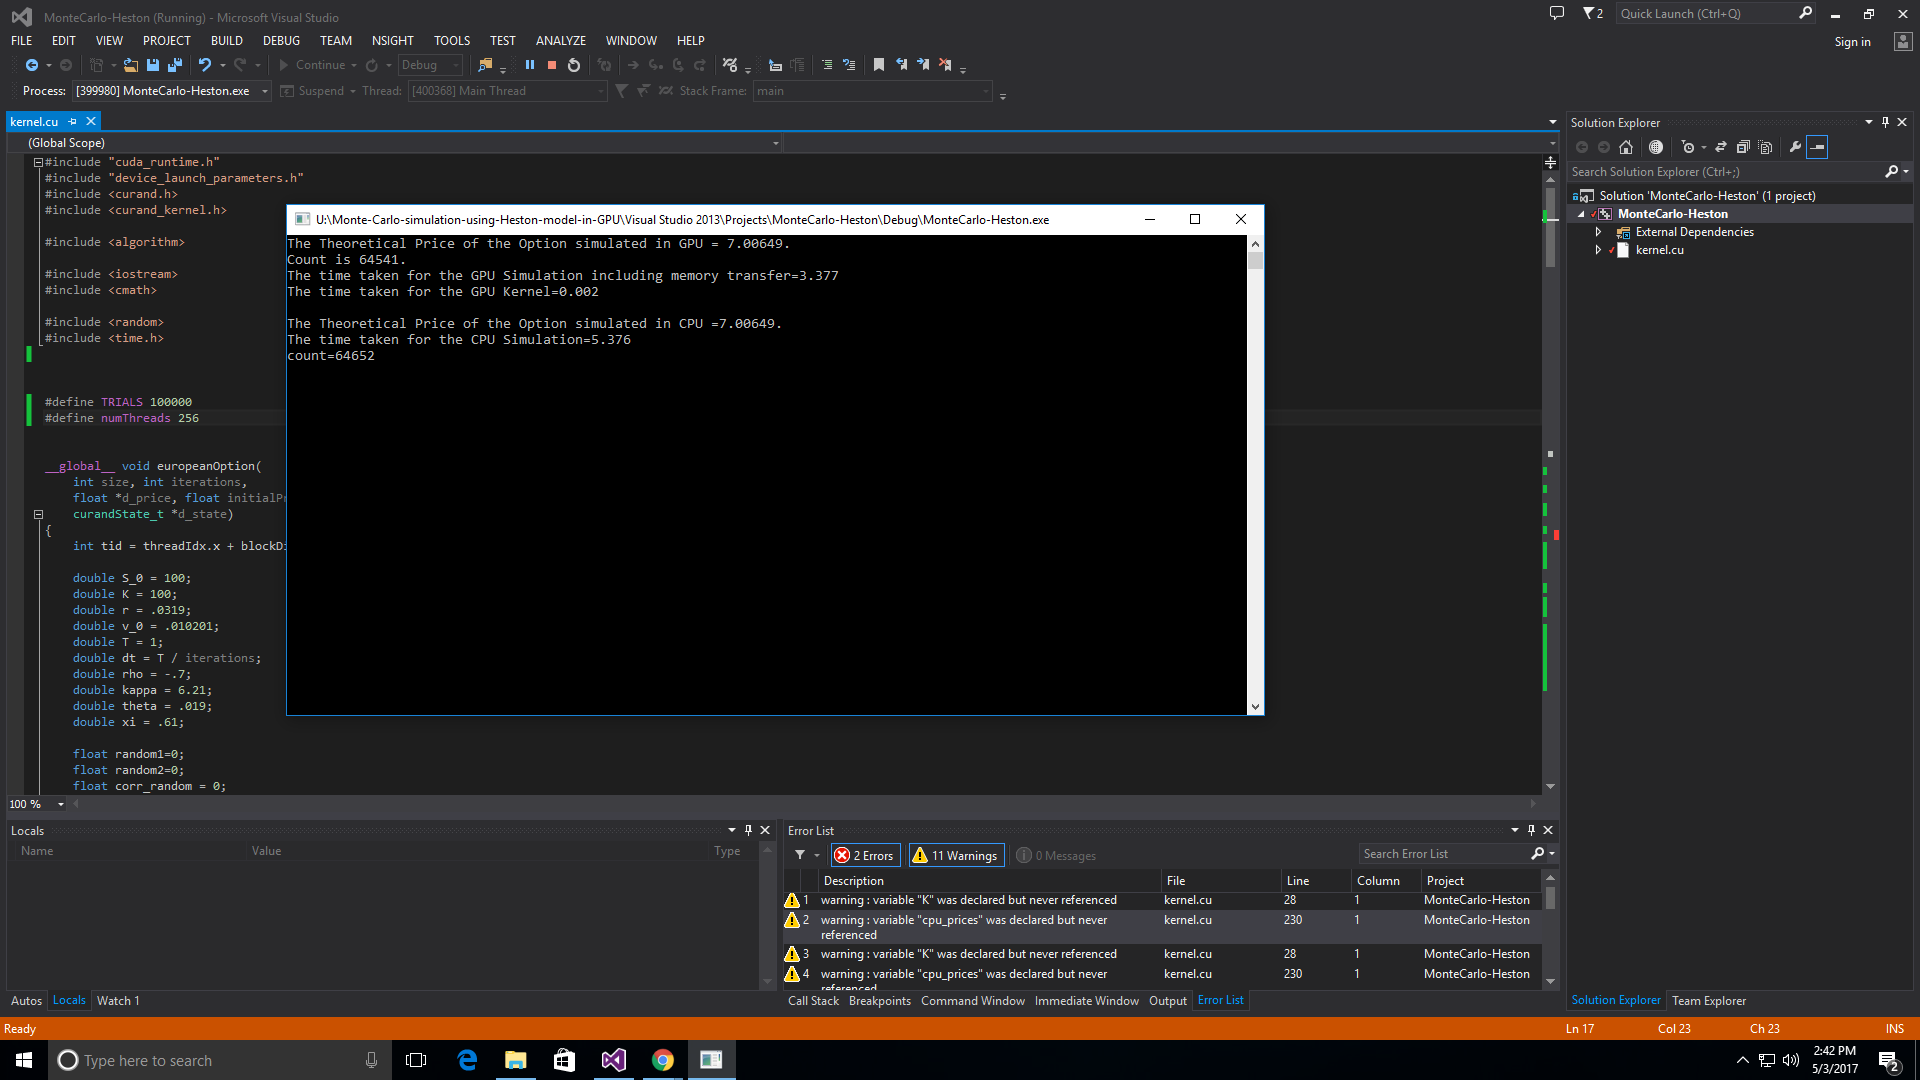 MonteCarlo-Heston (Running) - Microsoft Visual Studio
2
Quick Launch (Ctrl+Q)
FILE EDIT VIEW PROJECT BUILD DEBUG TEAM NSIGHT TOOLS TEST ANALYZE WINDOW HELP
Sign in
Continue Debug
Process: [399980] MonteCarlo-Heston.exe Suspend Thread: [400368] Main Thread Stack Frame: main
kernel.cu
(Global Scope)
#include "cuda_runtime.h"
#include "device_launch_parameters.h"
#include <curand.h>
#include <curand_kernel.h>
#include <algorithm>
#include <iostream>
#include <cmath>
#include <random>
#include <time.h>
#define TRIALS 100000
#define numThreads 256
__global__ void europeanOption(
int size, int iterations,
float *d_price, float initialPr
curandState_t *d_state)
{
int tid = threadIdx.x + blockDi
double S_0 = 100;
double K = 100;
double r = .0319;
double v_0 = .010201;
double T = 1;
double dt = T / iterations;
double rho = -.7;
double kappa = 6.21;
double theta = .019;
double xi = .61;
float random1=0;
float random2=0;
float corr_random = 0;
100 %
U:\Monte-Carlo-simulation-using-Heston-model-in-GPU\Visual Studio 2013\Projects\MonteCarlo-Heston\Debug\MonteCarlo-Heston.exe
The Theoretical Price of the Option simulated in GPU = 7.00649.
Count is 64541.
The time taken for the GPU Simulation including memory transfer=3.377
The time taken for the GPU Kernel=0.002
The Theoretical Price of the Option simulated in CPU =7.00649.
The time taken for the CPU Simulation=5.376
count=64652
Solution Explorer
Search Solution Explorer (Ctrl+;)
Solution 'MonteCarlo-Heston' (1 project)
MonteCarlo-Heston
External Dependencies
kernel.cu
Locals
Name Value Type
Autos Locals Watch 1
Error List
2 Errors 11 Warnings 0 Messages Search Error List
Description File Line Column Project
1 warning : variable "K" was declared but never referenced kernel.cu 28 1 MonteCarlo-Heston
2 warning : variable "cpu_prices" was declared but never kernel.cu 230 1 MonteCarlo-Heston
referenced
3 warning : variable "K" was declared but never referenced kernel.cu 28 1 MonteCarlo-Heston
4 warning : variable "cpu_prices" was declared but never kernel.cu 230 1 MonteCarlo-Heston
referenced
Call Stack Breakpoints Command Window Immediate Window Output Error List
Solution Explorer Team Explorer
Ready Ln 17 Col 23 Ch 23 INS
Type here to search
2:42 PM
5/3/2017
2